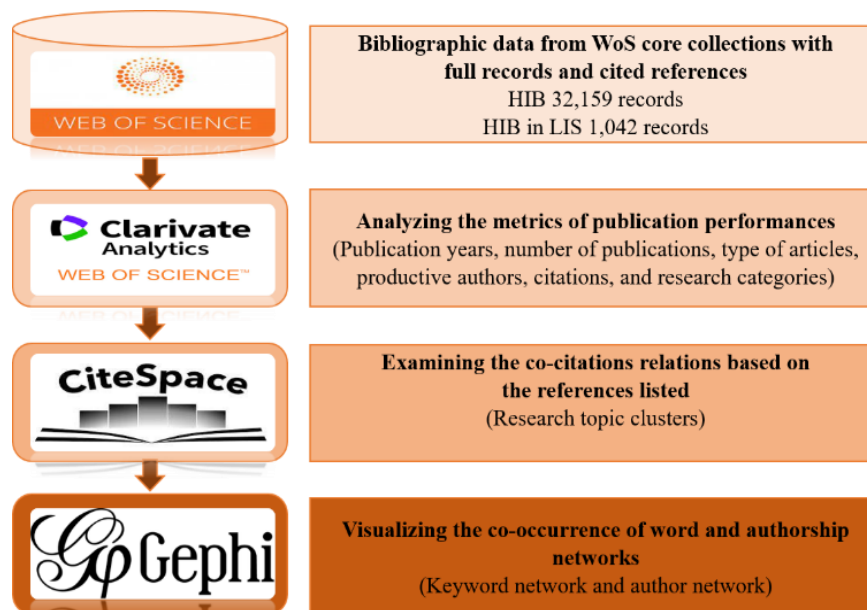 WEB OF SCIENCE
Bibliographic data from WoS core collections with
full records and cited references
HIB 32,159 records
HIB in LIS 1,042 records
Clarivate
Analytics
WEB OF SCIENCE™
Analyzing the metrics of publication performances
(Publication years, number of publications, type of articles,
productive authors, citations, and research categories)
CiteSpace
Examining the co-citations relations based on
the references listed
(Research topic clusters)
Gephi
Visualizing the co-occurrence of word and authorship
networks
(Keyword network and author network)